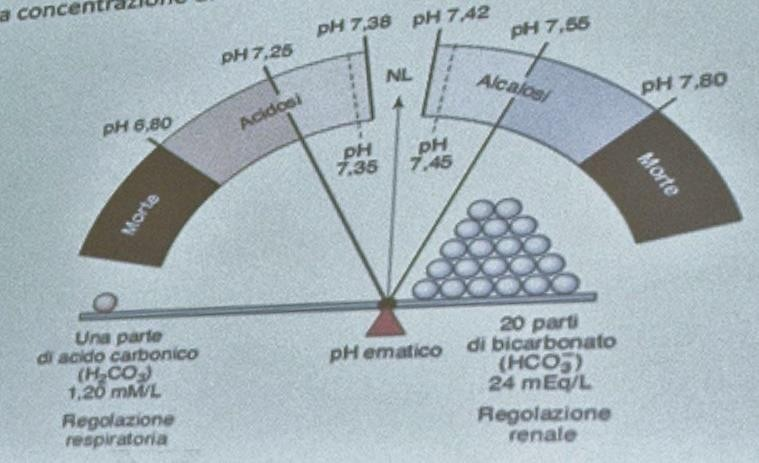 a concentrazione
pH 7,38
pH 7,42
pH 7,25
pH 7,55
NL
pH 7,80
pH 6,80
Acidosi
Alcalosi
pH
7,35
pH
7,45
Morte
Morte
Una parte
di acido carbonico
(H₂CO₃)
1,20 mM/L
Regolazione
respiratoria
pH ematico
20 parti
di bicarbonato
(HCO₃⁻)
24 mEq/L
Regolazione
renale